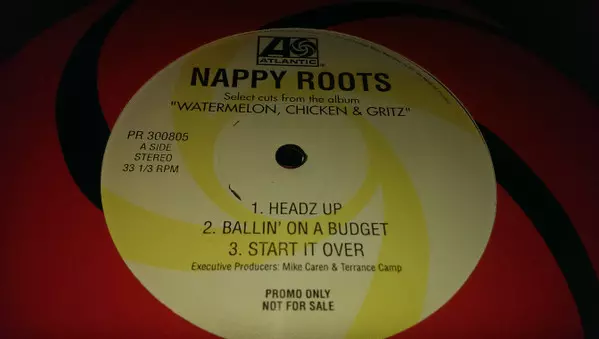 ATLANTIC
NAPPY ROOTS
Select cuts from the album
"WATERMELON, CHICKEN & GRITZ"
PR 300805
A SIDE
STEREO
33 1/3 RPM
1. HEADZ UP
2. BALLIN' ON A BUDGET
3. START IT OVER
Executive Producers: Mike Caren & Terrance Camp
PROMO ONLY
NOT FOR SALE